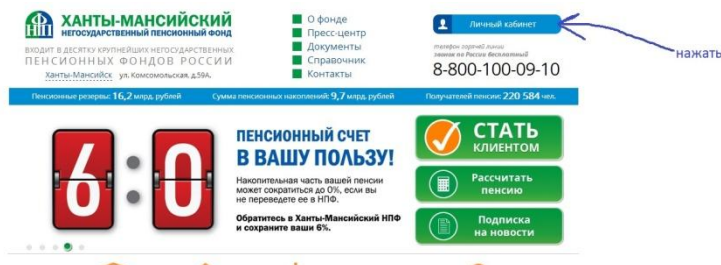 ХАНТЫ-МАНСИЙСКИЙ
НЕГОСУДАРСТВЕННЫЙ ПЕНСИОННЫЙ ФОНД
НПФ
ВХОДИТ В ДЕСЯТКУ КРУПНЕЙШИХ НЕГОСУДАРСТВЕННЫХ
ПЕНСИОННЫХ ФОНДОВ РОССИИ
Ханты-Мансийск ул. Комсомольская, д.59А,
О фонде
Пресс-центр
Документы
Справочник
Контакты
Личный кабинет
нажать
телефон горячей линии
звонок по России бесплатный
8-800-100-09-10
Пенсионные резервы: 16,2 млрд. рублей
Сумма пенсионных накоплений: 9,7 млрд. рублей
Получателей пенсии: 220 584 чел.
6:0
ПЕНСИОННЫЙ СЧЕТ
В ВАШУ ПОЛЬЗУ!
Накопительная часть вашей пенсии
может сократиться до 0%, если вы
не переведете ее в НПФ.
Обратитесь в Ханты-Мансийский НПФ
и сохраните ваши 6%.
СТАТЬ
КЛИЕНТОМ
Рассчитать
пенсию
Подписка
на новости